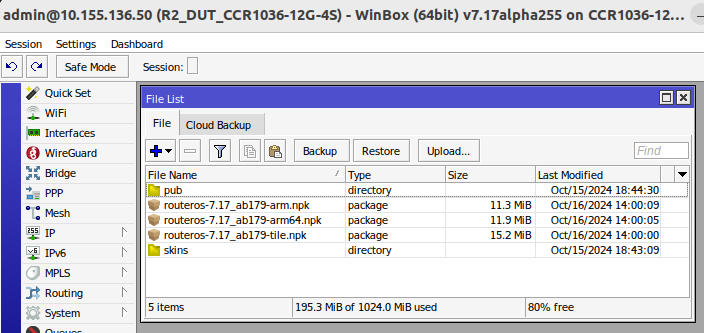 admin@10.155.136.50 (R2_DUT_CCR1036-12G-4S) - WinBox (64bit) v7.17alpha255 on CCR1036-12...
Session Settings Dashboard
Safe Mode Session:
Quick Set
WiFi
Interfaces
WireGuard
Bridge
PPP
Mesh
IP
IPv6
MPLS
Routing
System
Queues
File List
File Cloud Backup
Backup Restore Upload... Find
File Name Type Size Last Modified
pub directory Oct/15/2024 18:44:30
routeros-7.17_ab179-arm.npk package 11.3 MiB Oct/16/2024 14:00:09
routeros-7.17_ab179-arm64.npk package 11.9 MiB Oct/16/2024 14:00:05
routeros-7.17_ab179-tile.npk package 15.2 MiB Oct/16/2024 14:00:00
skins directory Oct/15/2024 18:43:09
5 items 195.3 MiB of 1024.0 MiB used 80% free